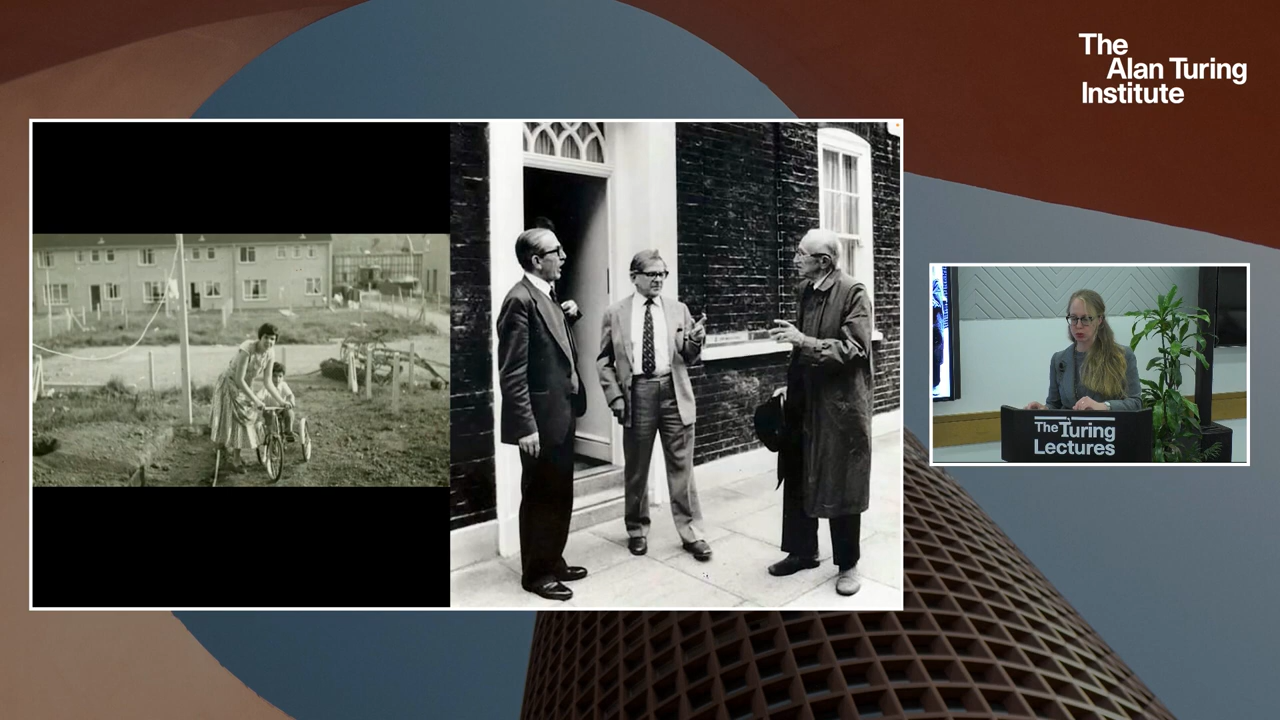 The
Alan Turing
Institute
The Turing
Lectures